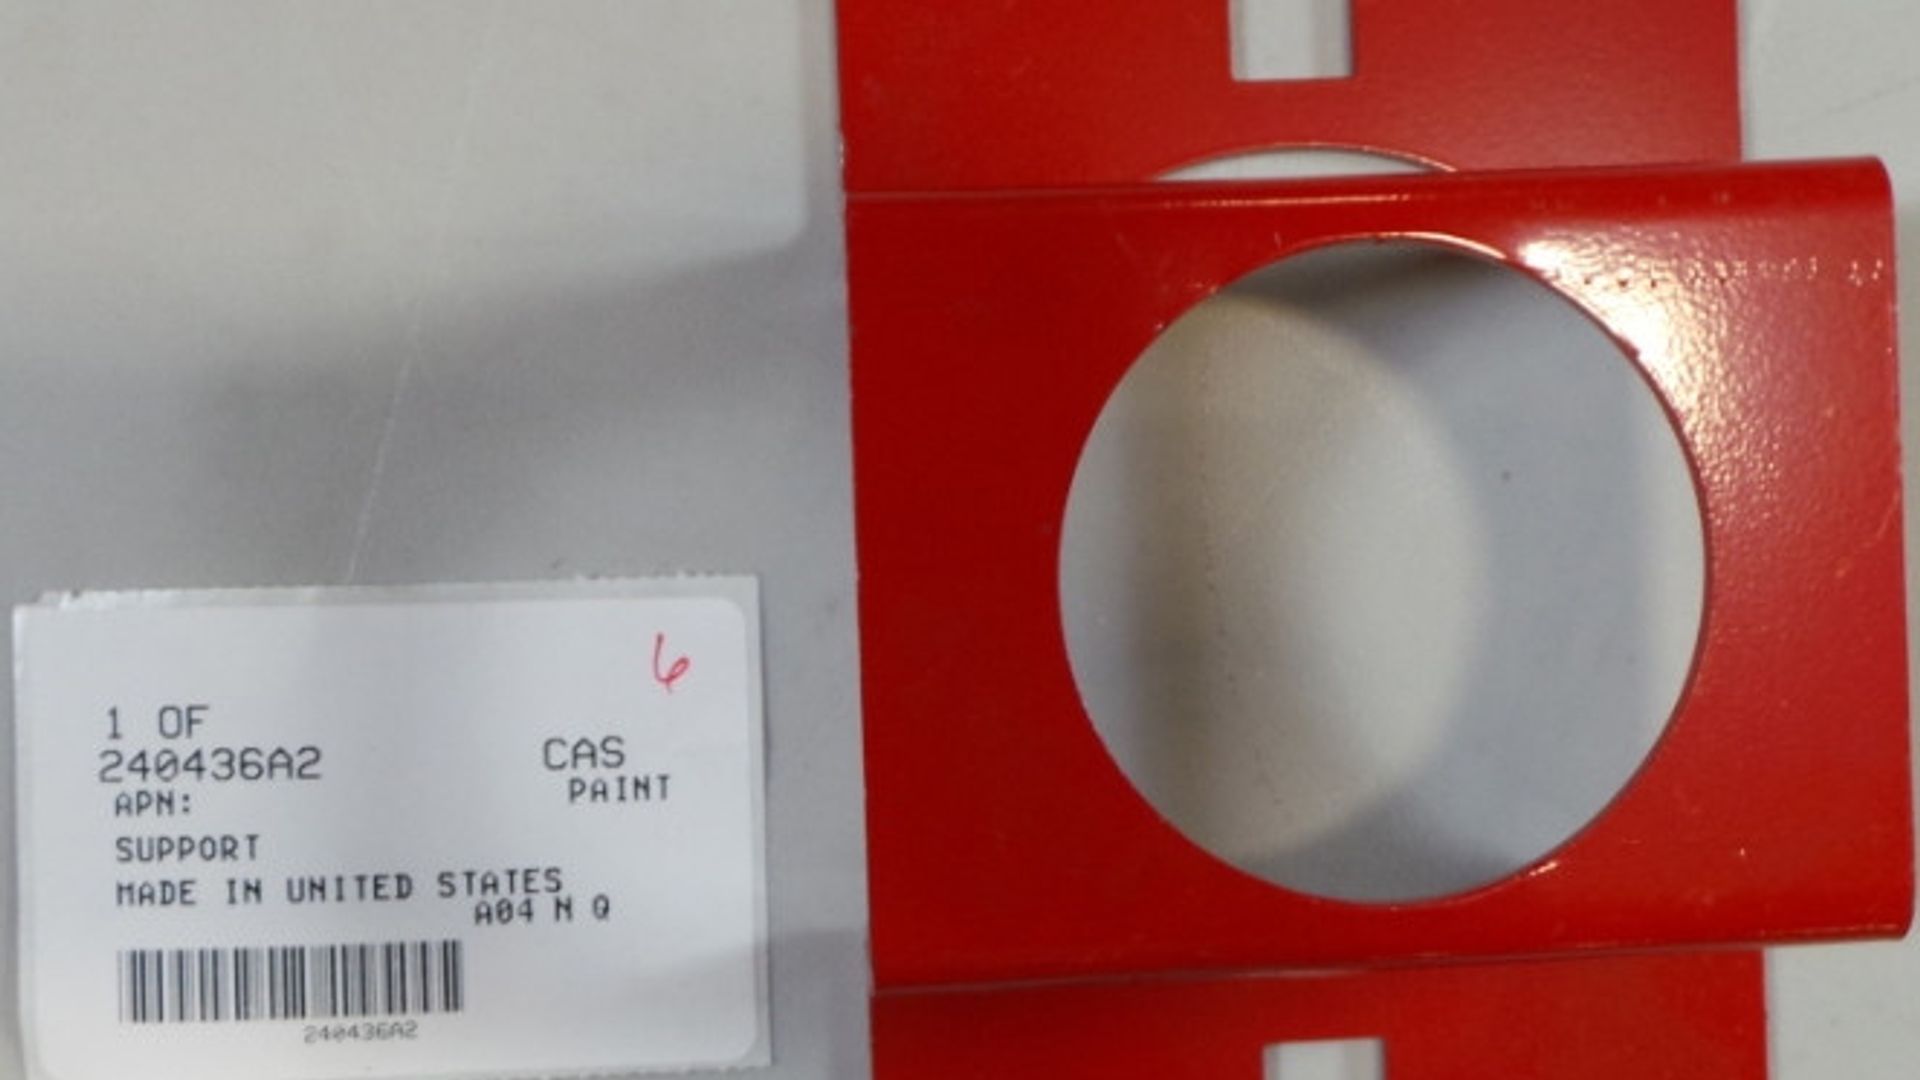 6
1 OF
240436A2
CAS
APN:
PAINT
SUPPORT
MADE IN UNITED STATES
A04 N Q
240436A2